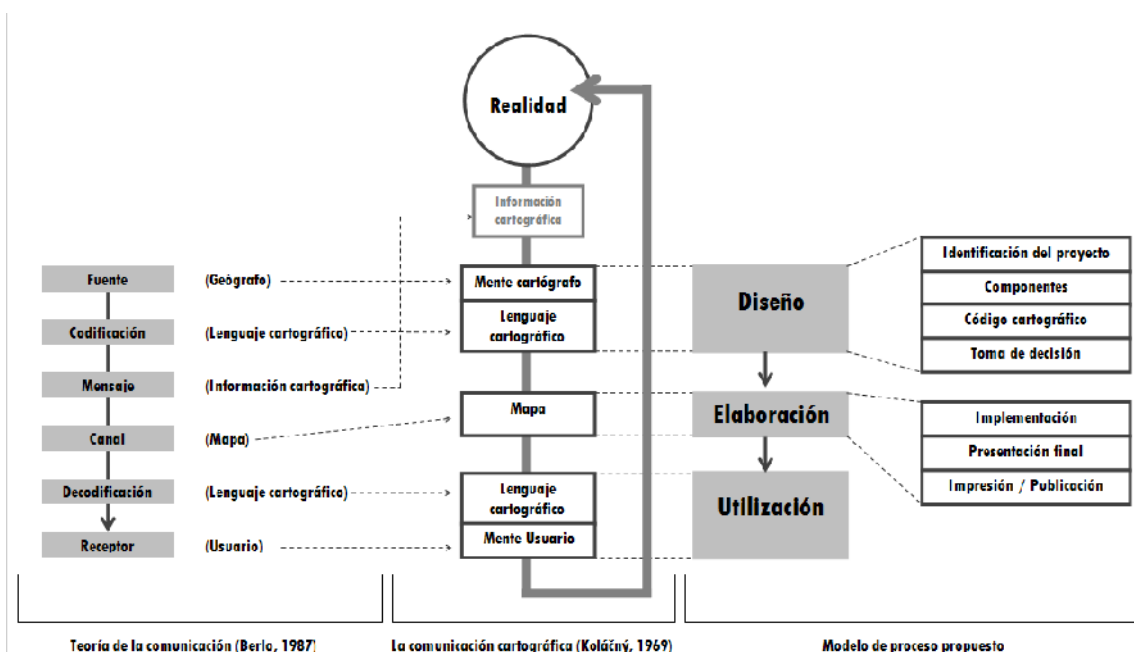 Realidad
Información
cartográfica
Fuente
(Geógrafo)
Mente cartógrafo
Codificación
(Lenguaje cartográfica)
Lenguaje
cartográfico
Mensaje
(Información cartográfica)
Canal
(Mapa)
Mapa
Decodificación
(Lenguaje cartográfica)
Lenguaje
cartográfico
Receptor
(Usuario)
Mente Usuario
Diseño
Elaboración
Utilización
Identificación del proyecto
Componentes
Código cartográfico
Toma de decisión
Implementación
Presentación final
Impresión / Publicación
Teoría de la comunicación (Berlo, 1987)
La comunicación cartográfica (Koláčný, 1969)
Modelo de proceso propuesto